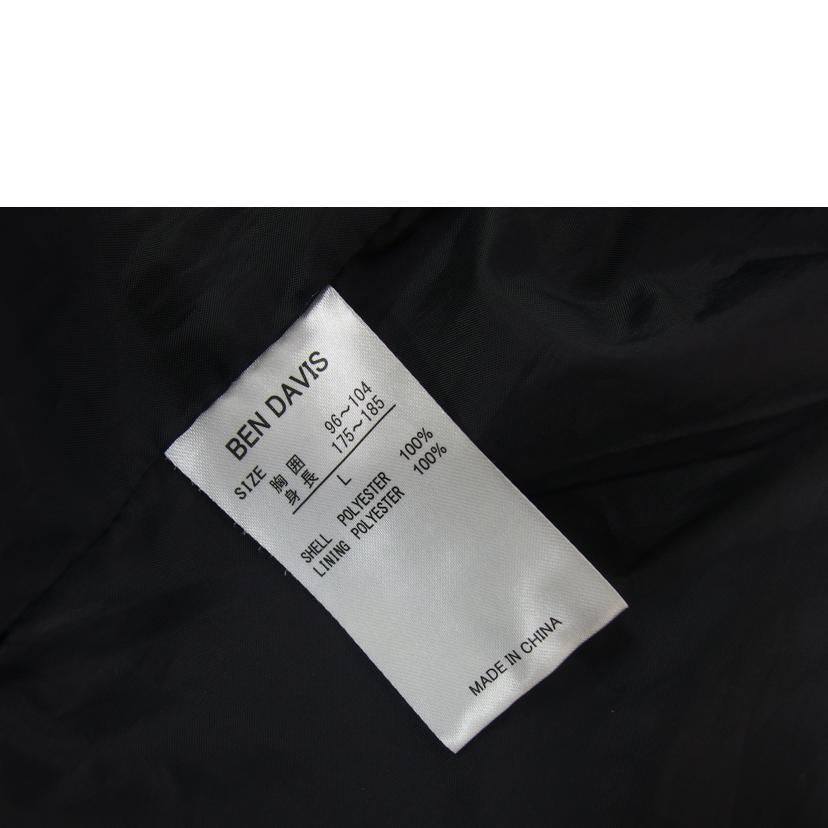 BEN DAVIS
SIZE 胸囲 96～104
身長 175～185
L
SHELL POLYESTER 100%
LINING POLYESTER 100%
MADE IN CHINA